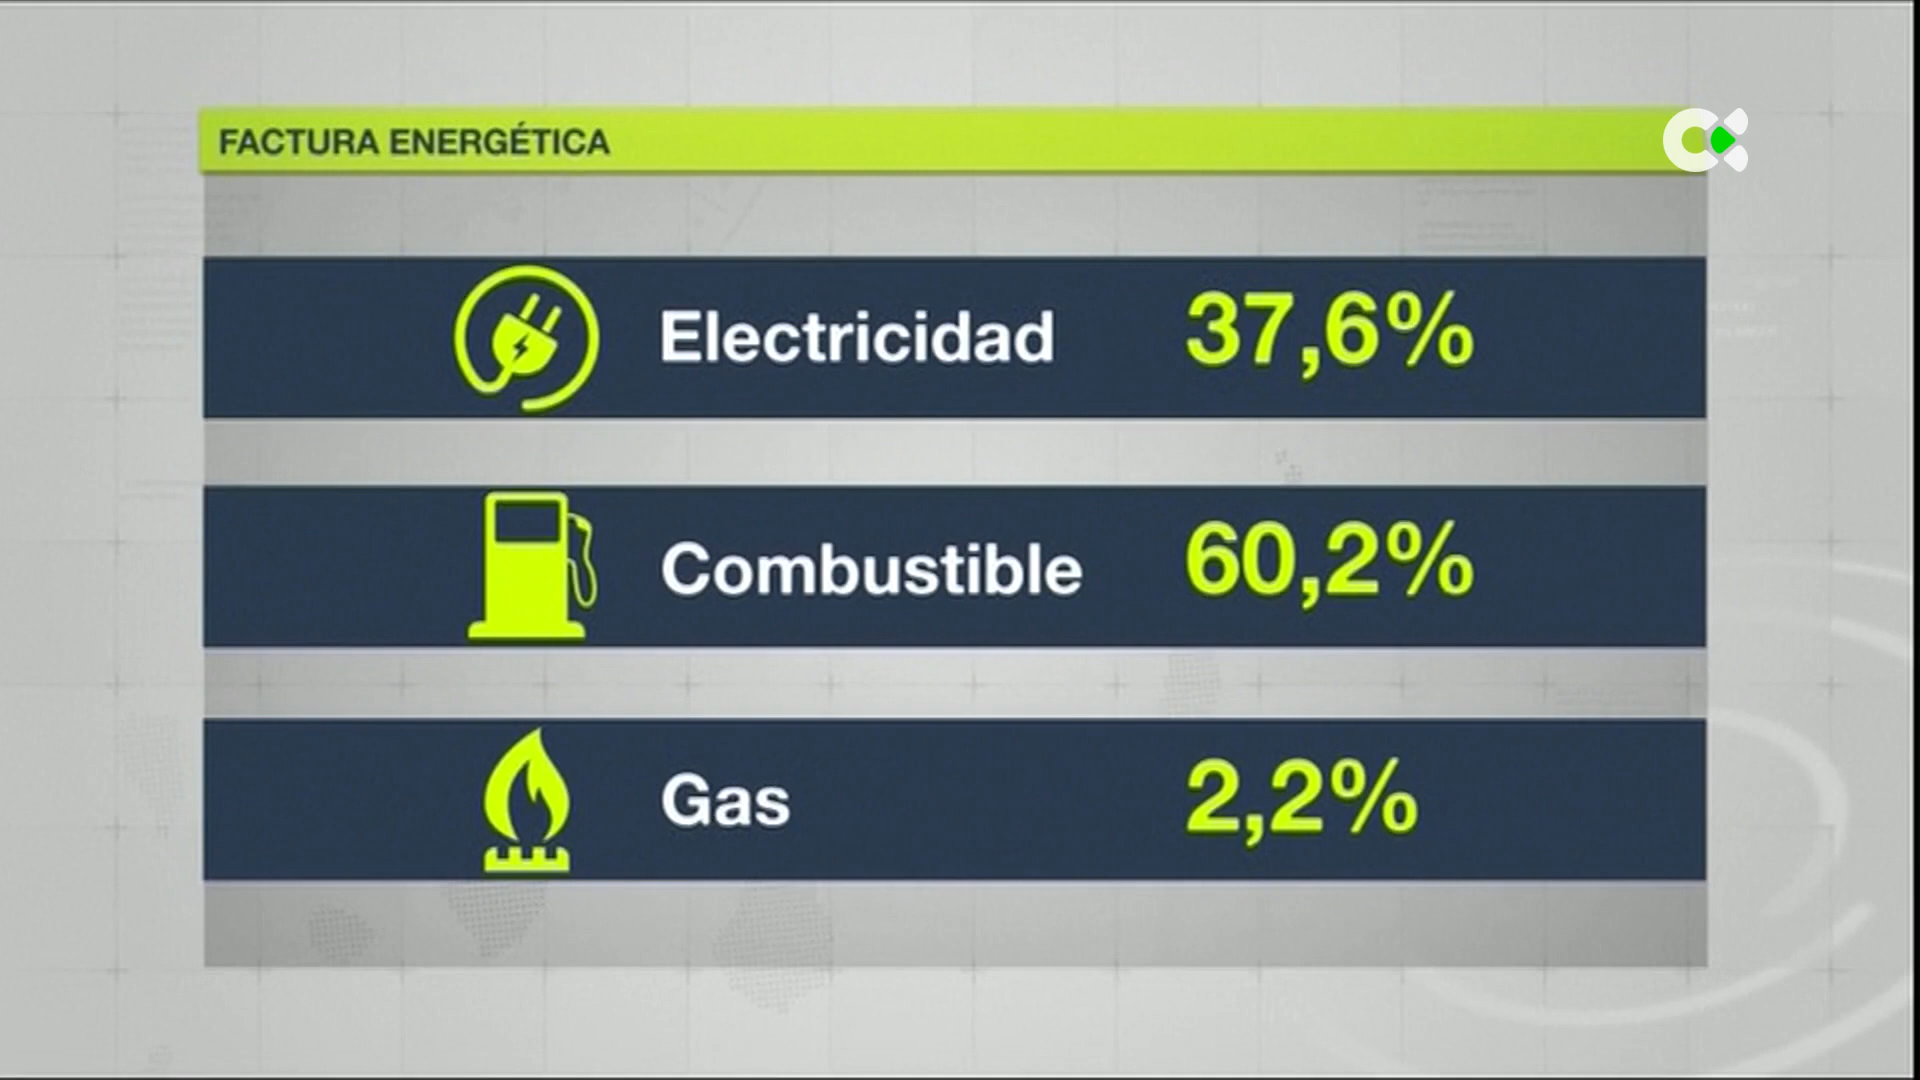 FACTURA ENERGÉTICA
Electricidad 37,6%
Combustible 60,2%
Gas 2,2%